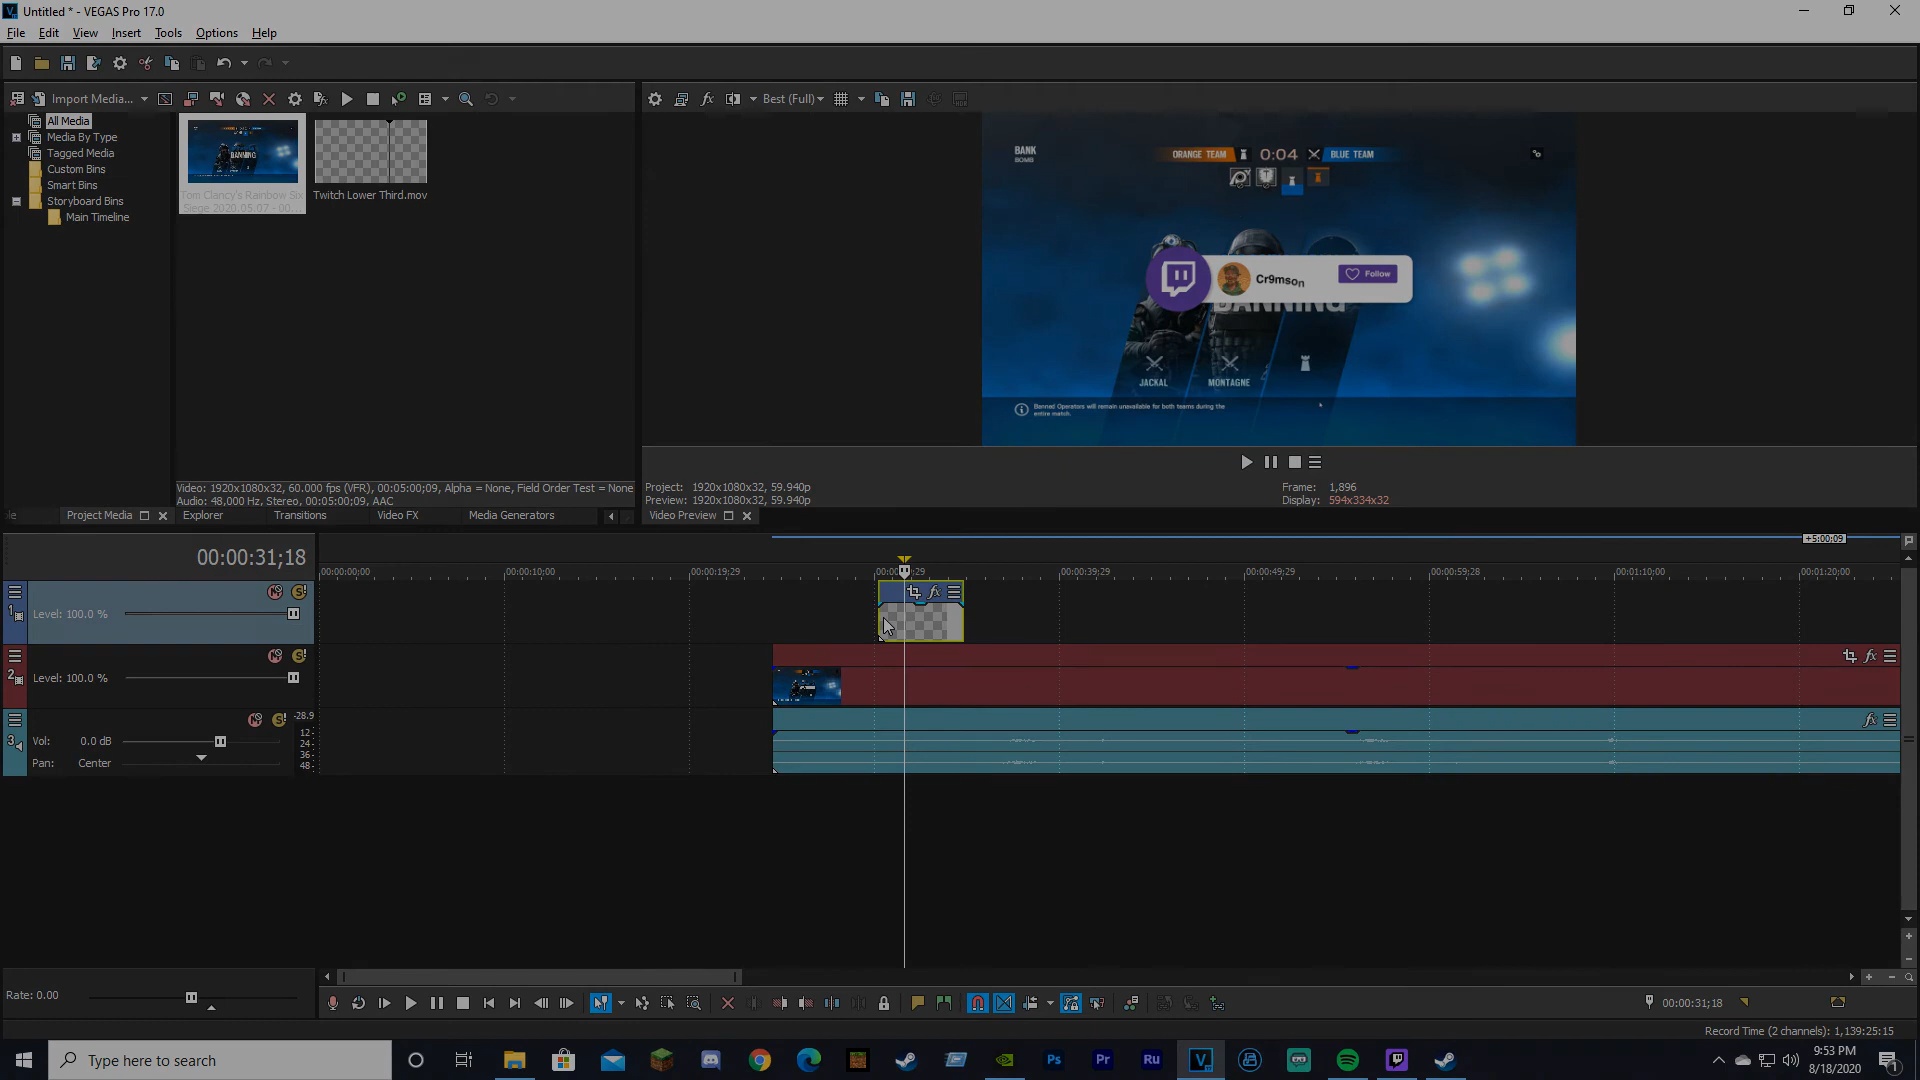 Untitled * - VEGAS Pro 17.0
File Edit View Insert Tools Options Help
Import Media...
Best (Full)
All Media
Media By Type
Tagged Media
Custom Bins
Smart Bins
Storyboard Bins
Main Timeline
Tom Clancy's Rainbow Six
Siege 2020.05.07 - 00....
Twitch Lower Third.mov
BANK
BOMB
ORANGE TEAM
0:04
BLUE TEAM
Cr9mson
Follow
BANNING
JACKAL
MONTAGNE
Banned Operators will remain unavailable for both teams during the
entire match.
Video: 1920x1080x32, 60.000 fps (VFR), 00:05:00;09, Alpha = None, Field Order Test = None
Audio: 48,000 Hz, Stereo, 00:05:00;09, AAC
Project: 1920x1080x32, 59.940p
Preview: 1920x1080x32, 59.940p
Frame: 1,896
Display: 594x334x32
Project Media
Explorer
Transitions
Video FX
Media Generators
Video Preview
00:00:31;18
+5:00;09
00:00:00;00
00:00:10;00
00:00:19;29
00:00:39;29
00:00:49;29
00:00:59;28
00:01:10;00
00:01:20;00
1
Level: 100.0 %
2
Level: 100.0 %
3
Vol: 0.0 dB
Pan: Center
-28.9
12-
24-
36-
48-
Rate: 0.00
00:00:31;18
Record Time (2 channels): 1,139:25:15
Type here to search
Ps
Pr
Ru
V
9:53 PM
8/18/2020
1